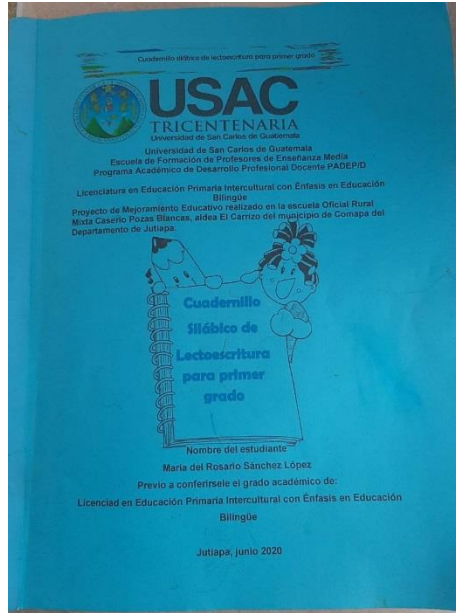 Cuadernillo silábico de lectoescritura para primer grado
USAC
TRICENTENARIA
Universidad de San Carlos de Guatemala
Universidad de San Carlos de Guatemala
Escuela de Formación de Profesores de Enseñanza Media
Programa Académico de Desarrollo Profesional Docente PADEP/D
Licenciatura en Educación Primaria Intercultural con Énfasis en Educación
Bilingüe
Proyecto de Mejoramiento Educativo realizado en la escuela Oficial Rural
Mixta Caserío Pozas Blancas, aldea El Carrizo del municipio de Comapa del
Departamento de Jutiapa.
Cuadernillo
Silábico de
Lectoescritura
para primer
grado
Nombre del estudiante
María del Rosario Sánchez López
Previo a conferírsele el grado académico de:
Licenciad en Educación Primaria Intercultural con Énfasis en Educación
Bilingüe
Jutiapa, junio 2020